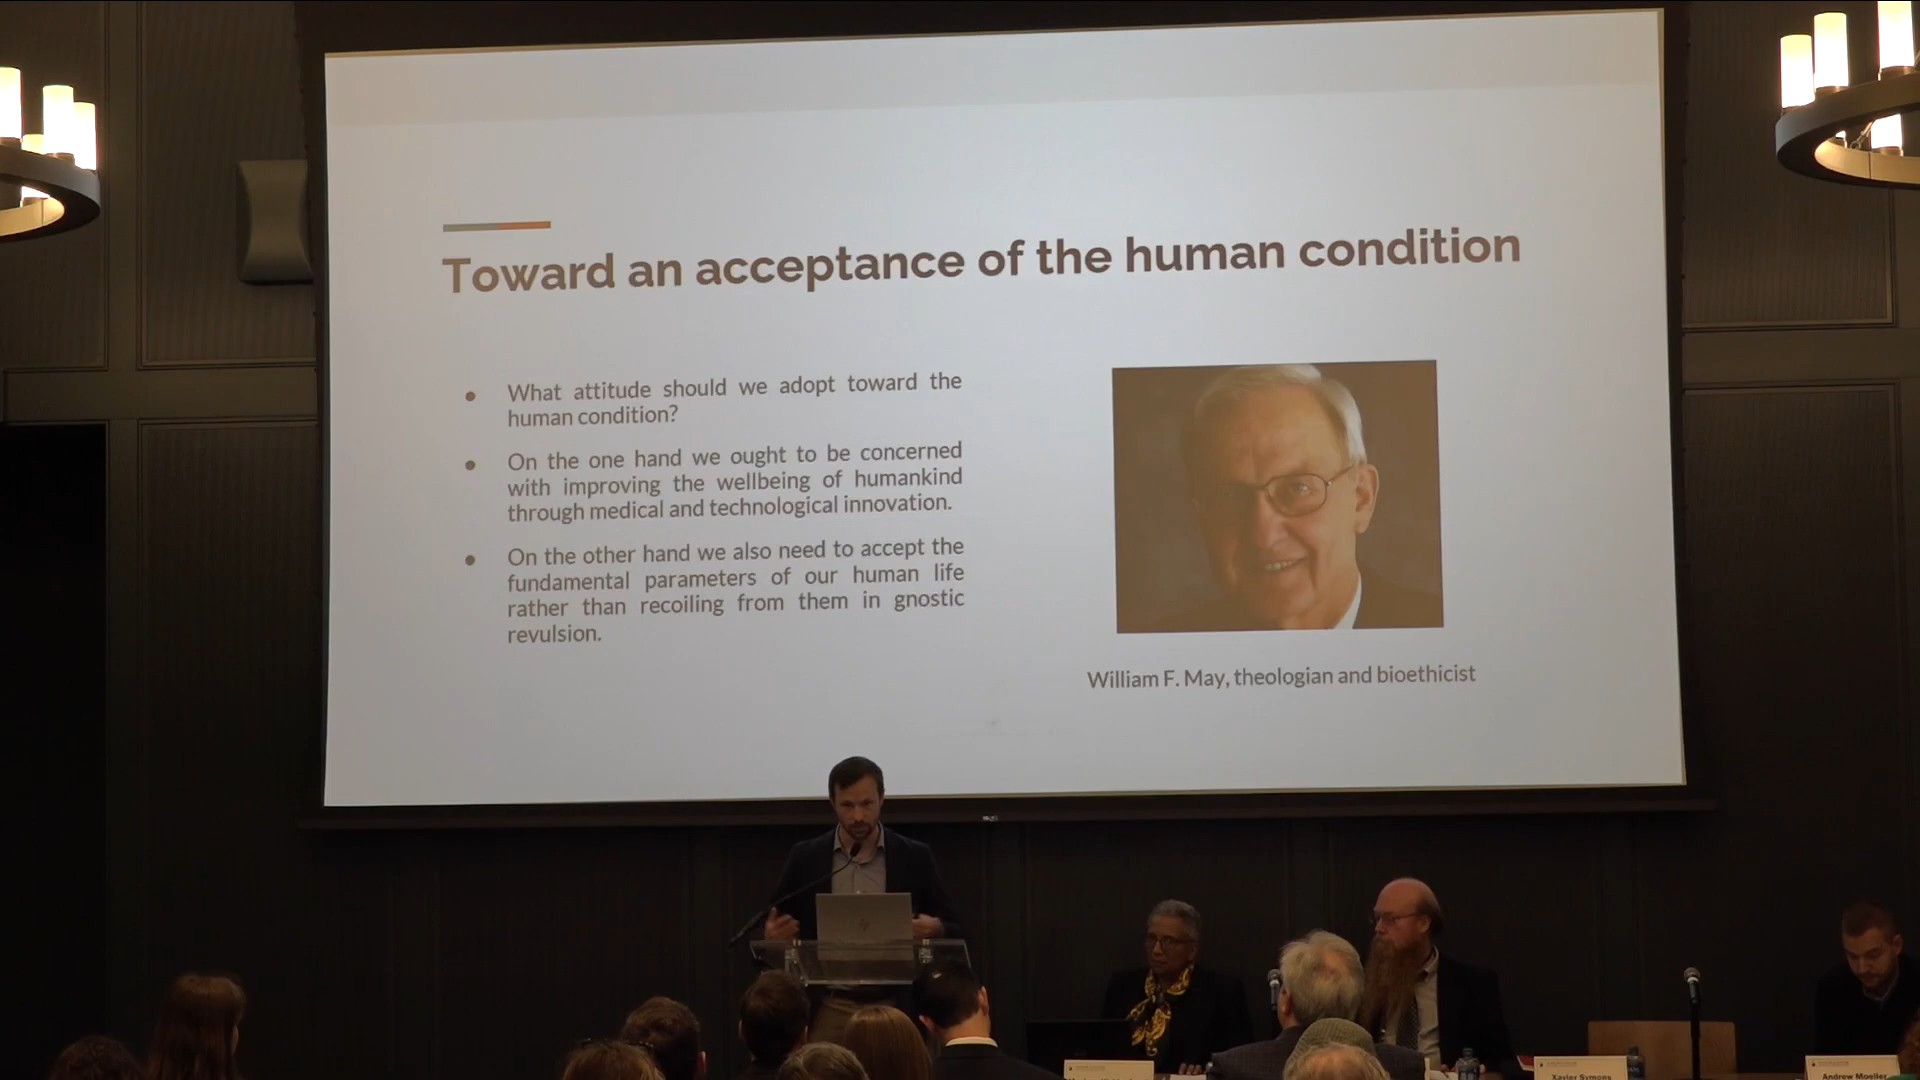 Toward an acceptance of the human condition
What attitude should we adopt toward the
human condition?
On the one hand we ought to be concerned
with improving the wellbeing of humankind
through medical and technological innovation.
On the other hand we also need to accept the
fundamental parameters of our human life
rather than recoiling from them in gnostic
revulsion.
William F. May, theologian and bioethicist
Xavier Symons
Andrew Moeller